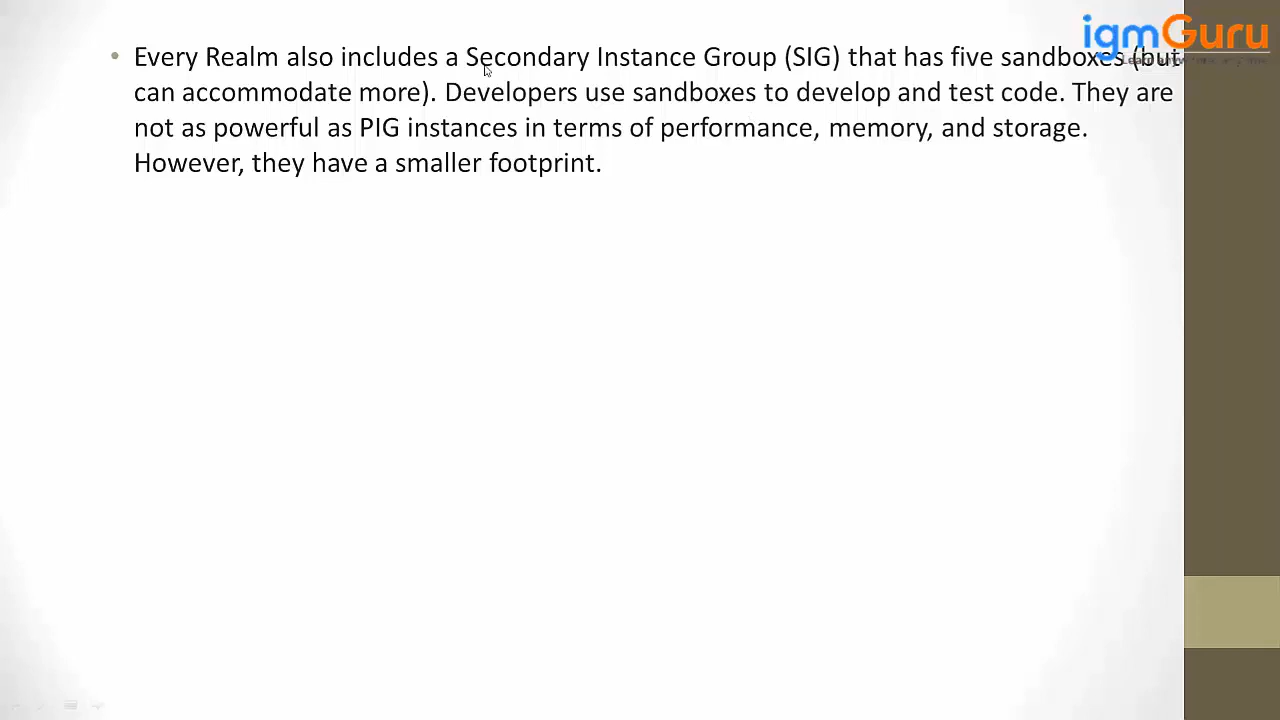 igmGuru
Every Realm also includes a Secondary Instance Group (SIG) that has five sandboxes (but
can accommodate more). Developers use sandboxes to develop and test code. They are
not as powerful as PIG instances in terms of performance, memory, and storage.
However, they have a smaller footprint.